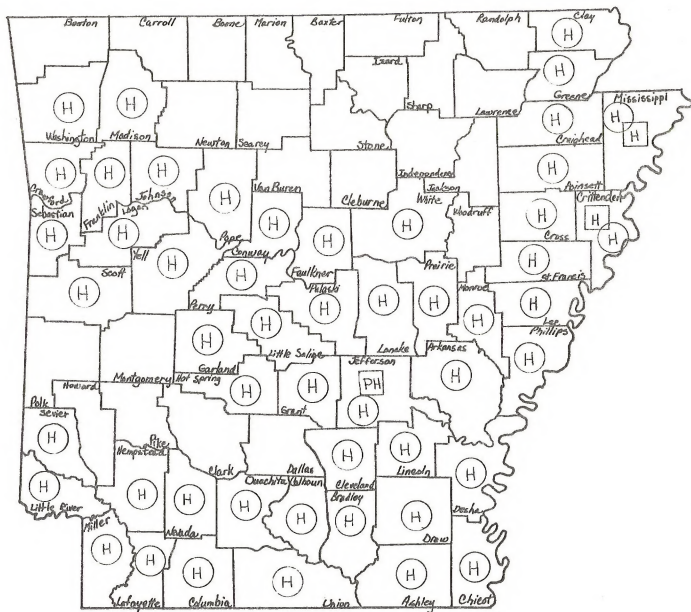 Benton
Carroll
Boone
Marion
Baxter
Fulton
Randolph
Clay
H
Izard
H
H
H
Sharp
Lawrence
Greene
Mississippi
H
H
H
Washington
Madison
Newton
Searcy
Stone
Craighead
H
H
H
Independence
H
Crawford
Franklin
Johnson
H
Van Buren
Cleburne
Jackson
White
Woodruff
Poinsett
Crittenden
Sebastian
Logan
H
H
H
H
H
H
H
H
H
Pope
Conway
Cross
Scott
Yell
H
Faulkner
Prairie
H
St. Francis
H
Perry
H
Pulaski
H
H
H
Monroe
H
H
Lee
Phillips
H
H
Garland
Little Saline
Lonoke
Arkansas
H
Montgomery
Hot Spring
Jefferson
H
Howard
H
H
Grant
PH
H
Polk
Sevier
H
Pike
Hempstead
Clark
Dallas
H
Cleveland
H
Lincoln
H
H
Little River
H
H
Ouachita
Calhoun
Bradley
H
H
H
H
Desha
Miller
Nevada
Drew
H
H
H
H
H
H
Lafayette
Columbia
Union
Ashley
Chicot